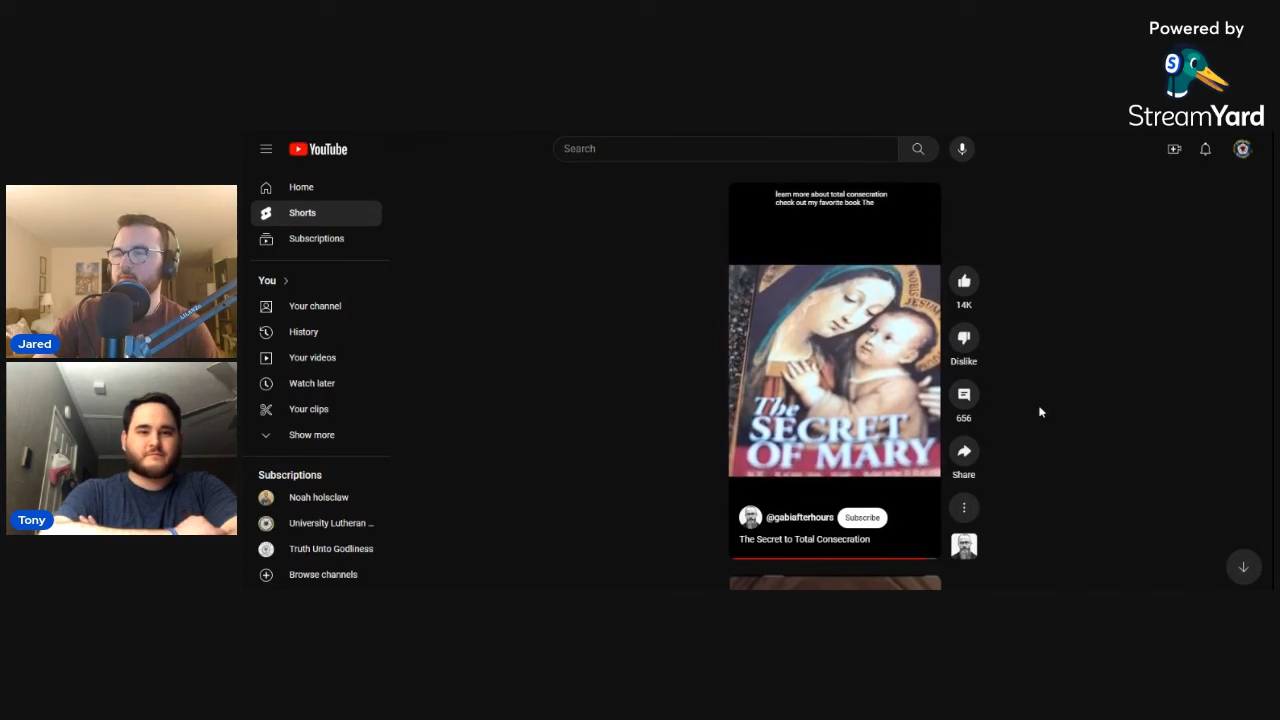 Powered by
StreamYard
YouTube
Search
Home
Shorts
Subscriptions
You
Your channel
History
Your videos
Watch later
Your clips
Show more
Subscriptions
Noah holsclaw
University Lutheran ...
Truth Unto Godliness
Browse channels
Jared
Tony
learn more about total consecration
check out my favorite book The
NOBIS JESUM
The
SECRET
OF MARY
@gabiafterhours
Subscribe
The Secret to Total Consecration
14K
Dislike
656
Share